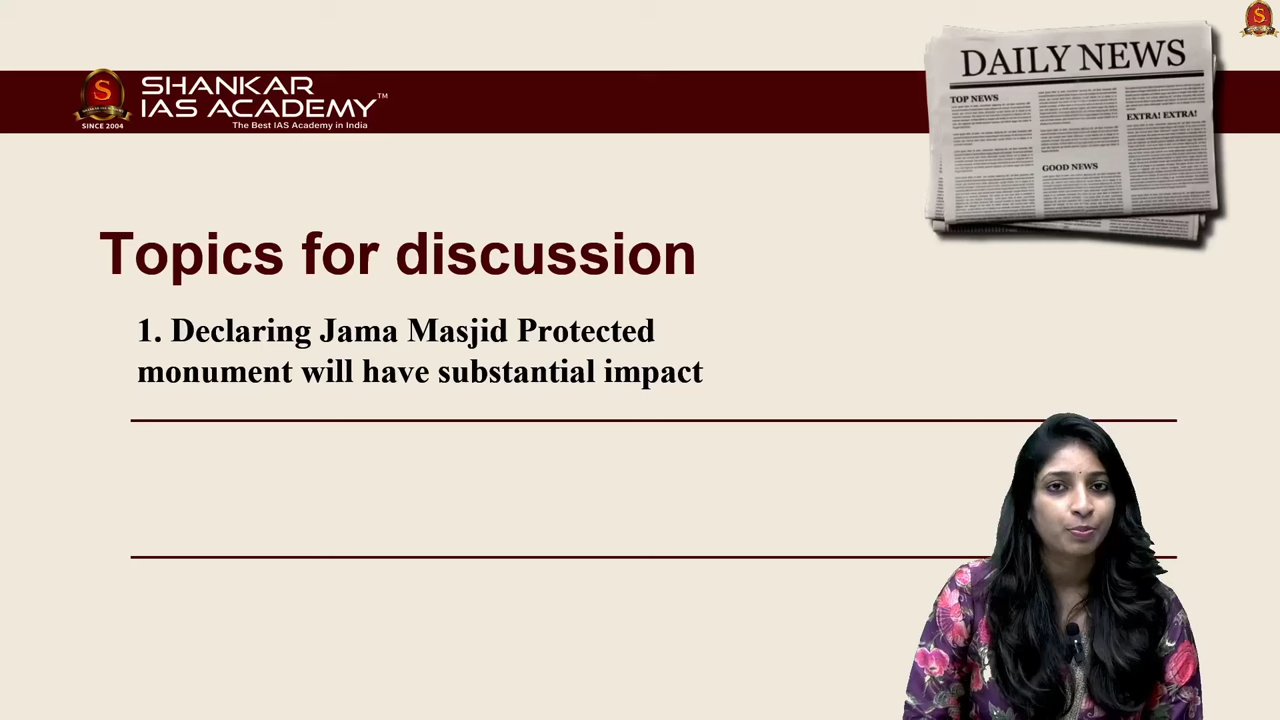 SHANKAR
IAS ACADEMY™
The Best IAS Academy in India
S
SINCE 2004
DAILY NEWS
TOP NEWS
EXTRA! EXTRA!
GOOD NEWS
Topics for discussion
1. Declaring Jama Masjid Protected
monument will have substantial impact